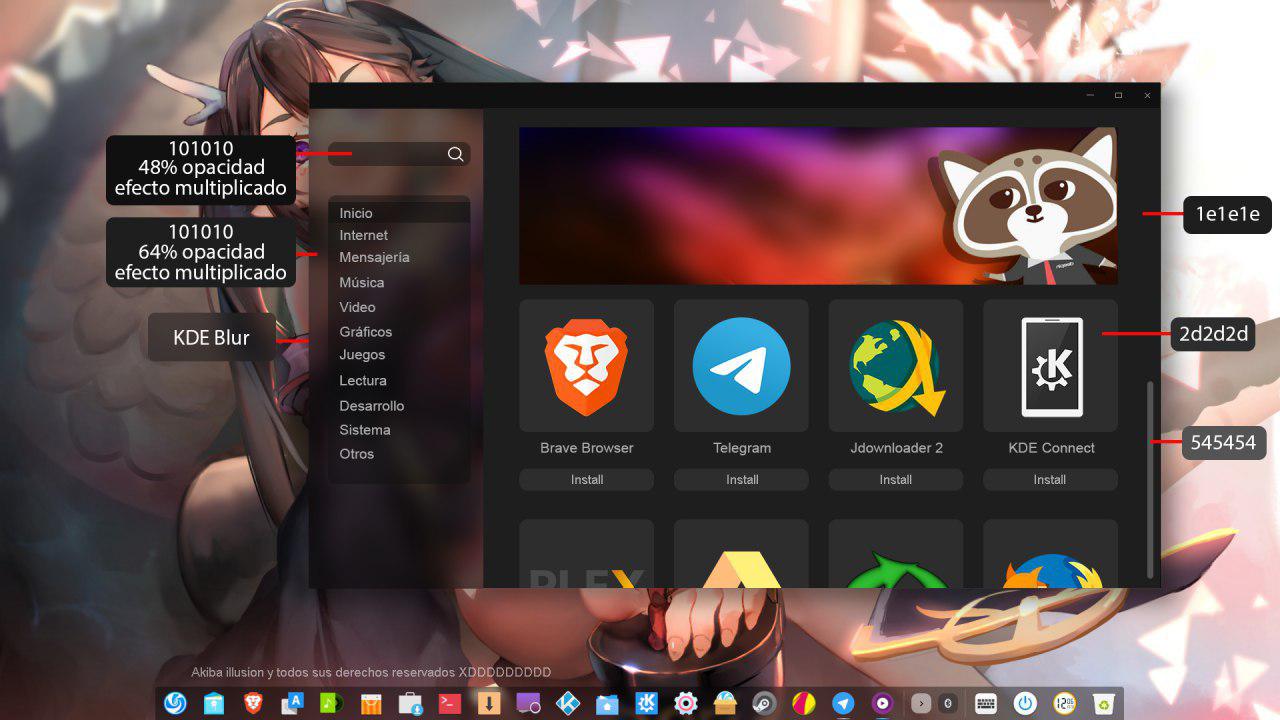 101010
48% opacidad
efecto multiplicado
101010
64% opacidad
efecto multiplicado
KDE Blur
Inicio
Internet
Mensajería
Música
Video
Gráficos
Juegos
Lectura
Desarrollo
Sistema
Otros
1e1e1e
2d2d2d
545454
Brave Browser
Telegram
Jdownloader 2
KDE Connect
Install
Install
Install
Install
PLEX
Akiba illusion y todos sus derechos reservados XDDDDDDDDD